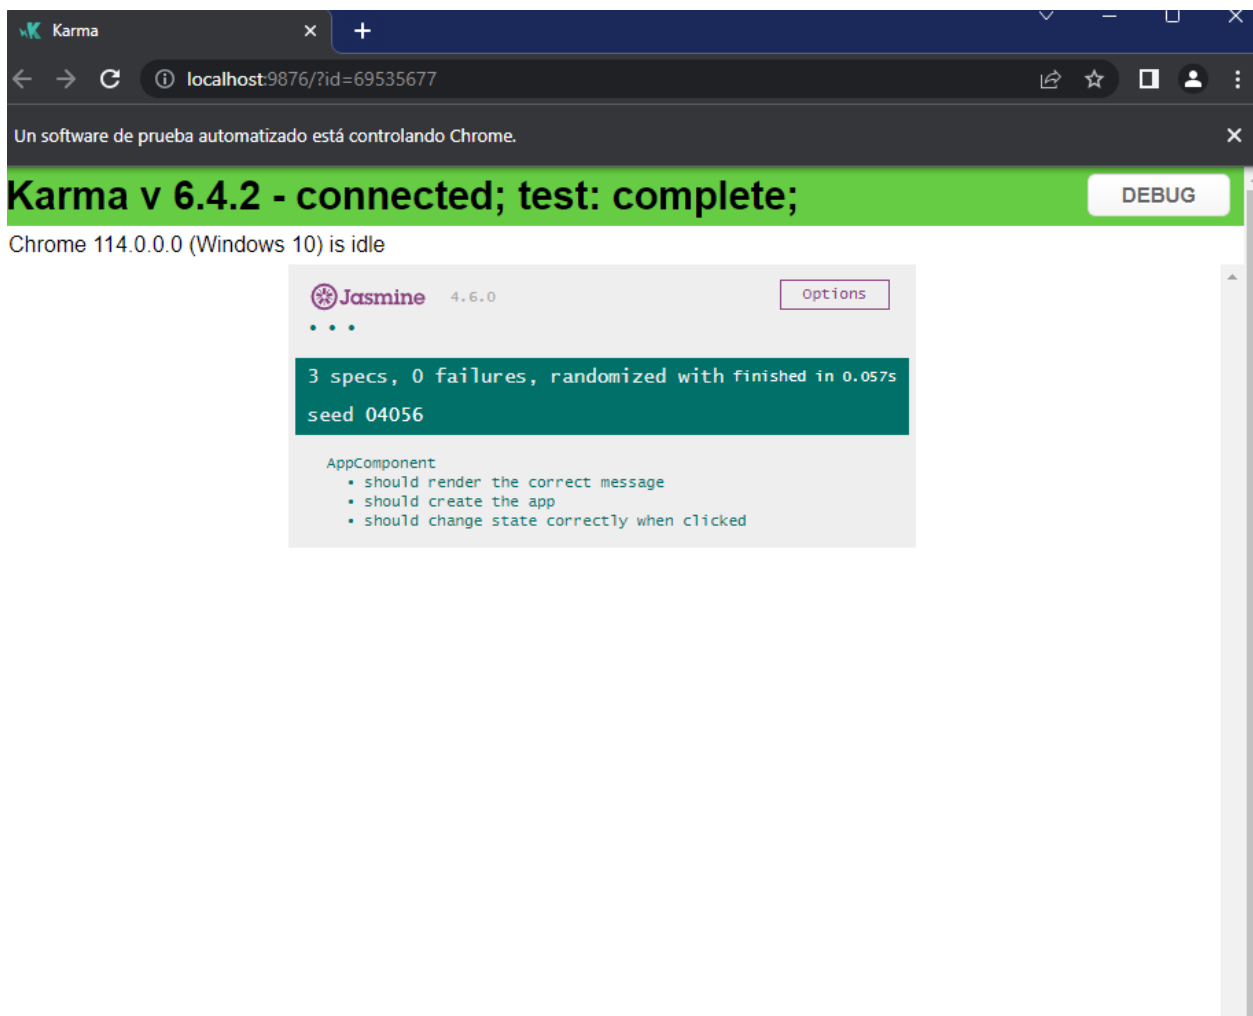 Karma
localhost:9876/?id=69535677
Un software de prueba automatizado está controlando Chrome.
Karma v 6.4.2 - connected; test: complete;
DEBUG
Chrome 114.0.0.0 (Windows 10) is idle
Jasmine 4.6.0
Options
3 specs, 0 failures, randomized with finished in 0.057s
seed 04056
AppComponent
• should render the correct message
• should create the app
• should change state correctly when clicked